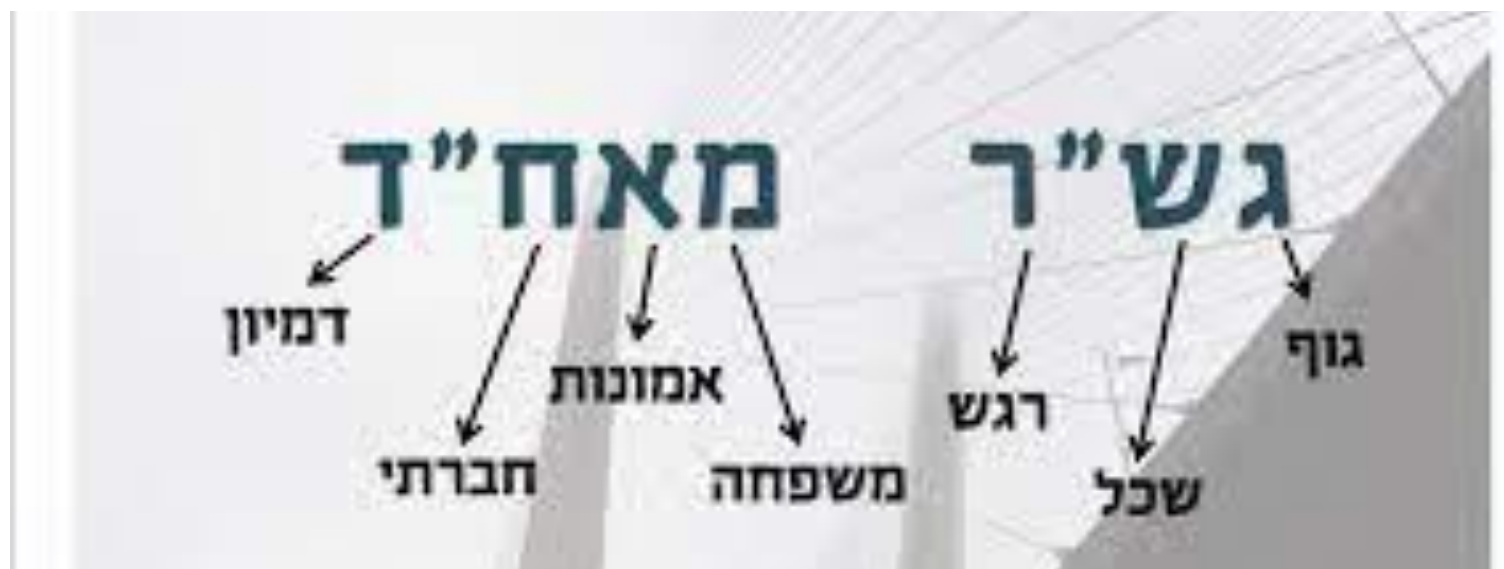 גש״ר מאח״ד
גוף
שכל
רגש
משפחה
אמונות
חברתי
דמיון